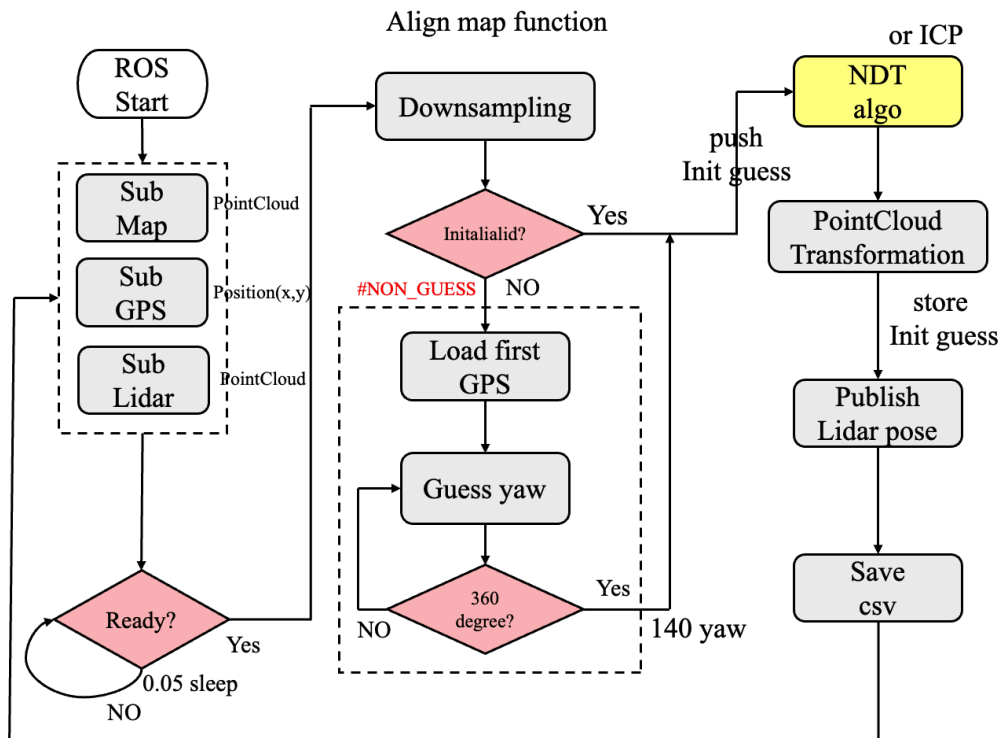 Align map function
ROS
Start
Sub
Map
PointCloud
Sub
GPS
Position(x,y)
Sub
Lidar
PointCloud
Ready?
Yes
0.05 sleep
NO
Downsampling
Initalialid?
Yes
#NON_GUESS
NO
Load first
GPS
Guess yaw
360
degree?
NO
Yes
140 yaw
push
Init guess
or ICP
NDT
algo
PointCloud
Transformation
store
Init guess
Publish
Lidar pose
Save
csv